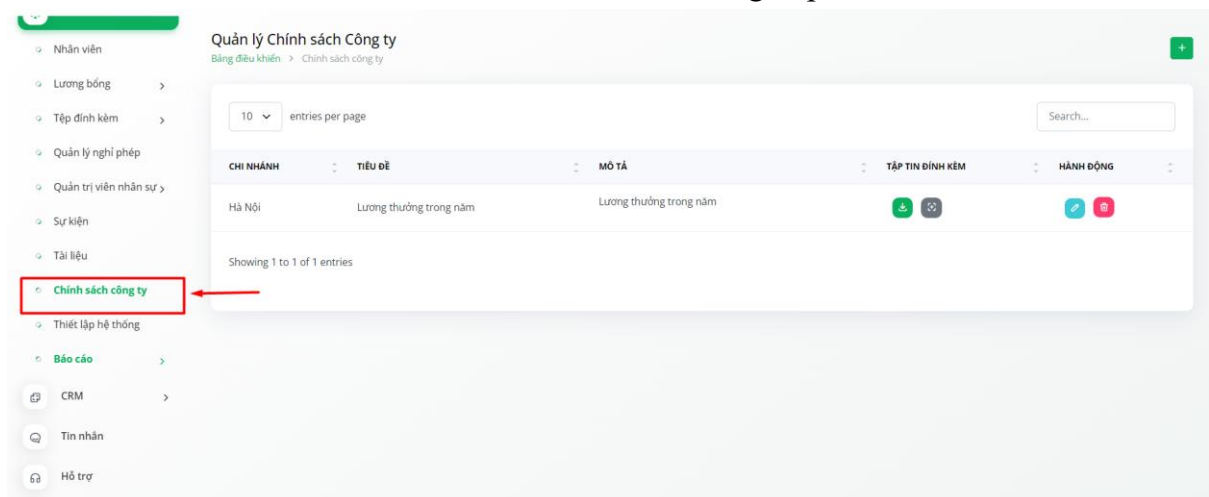 Nhân viên
Lương bổng
Tệp đính kèm
Quản lý nghỉ phép
Quản trị viên nhân sự
Sự kiện
Tài liệu
Chính sách công ty
Thiết lập hệ thống
Báo cáo
CRM
Tin nhắn
Hỗ trợ
Quản lý Chính sách Công ty
Bảng điều khiển > Chính sách công ty
+
10 entries per page
Search...
CHI NHÁNH TIÊU ĐỀ MÔ TẢ TẬP TIN ĐÍNH KÈM HÀNH ĐỘNG
Hà Nội Lương thưởng trong năm Lương thưởng trong năm
Showing 1 to 1 of 1 entries